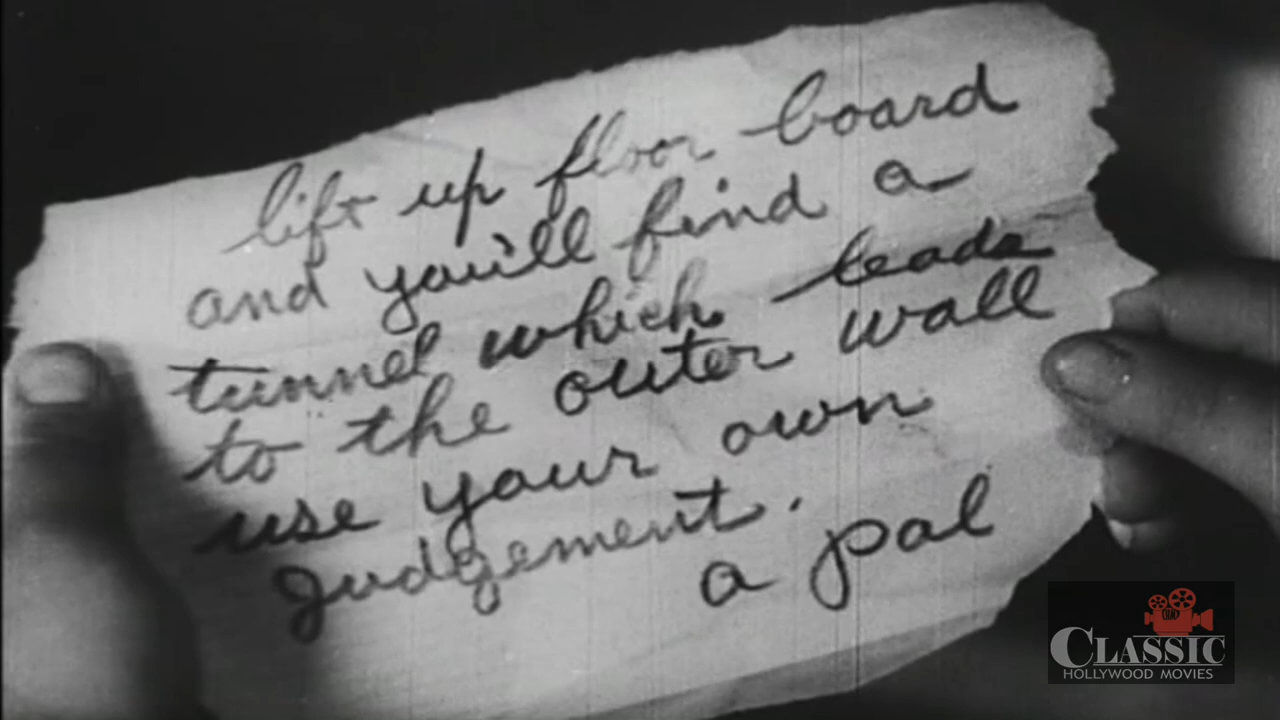 lift up floor board
and you'll find a
tunnel which leads
to the outer wall
use your own
judgement.
a pal
OLD
CLASSIC
HOLLYWOOD MOVIES